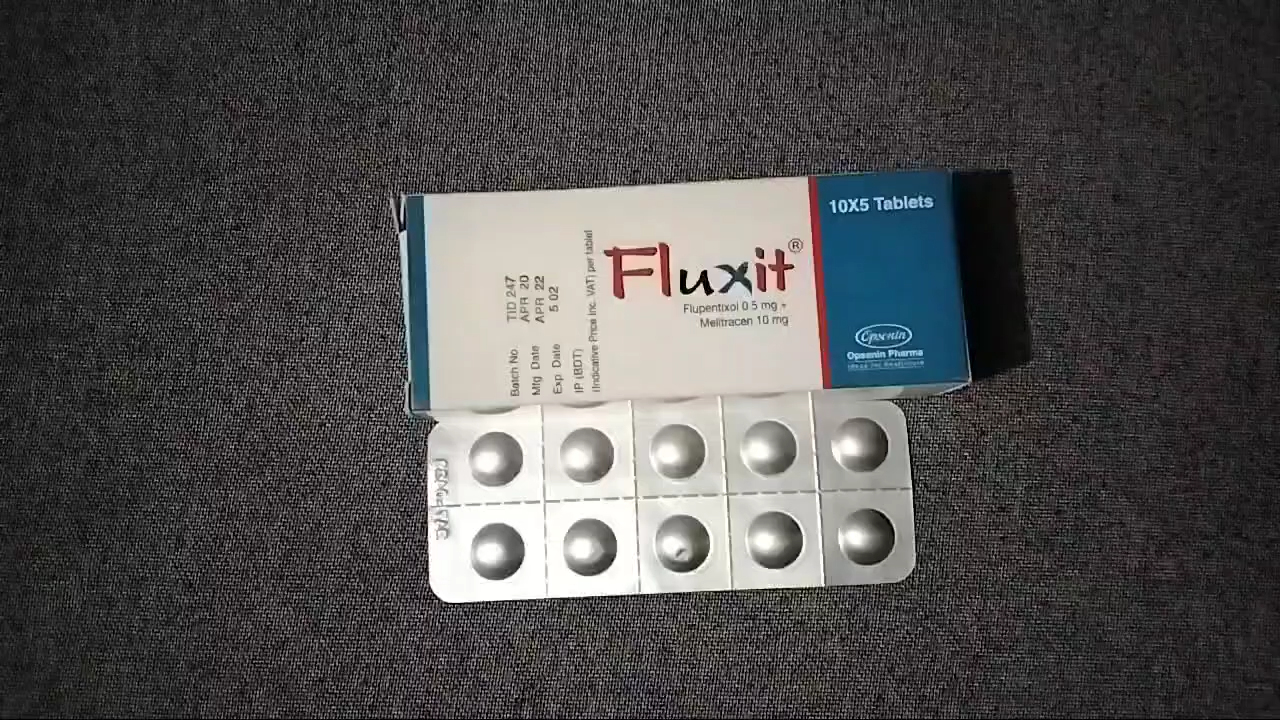 10X5 Tablets
Fluxit®
Flupentixol 0.5 mg +
Melitracen 10 mg
Opsonin
Opsonin Pharma
Batch No. TID 247
Mfg. Date APR 20
Exp. Date APR 22
IP (BDT) 5 02
(Indicative Price Inc. VAT) per tablet